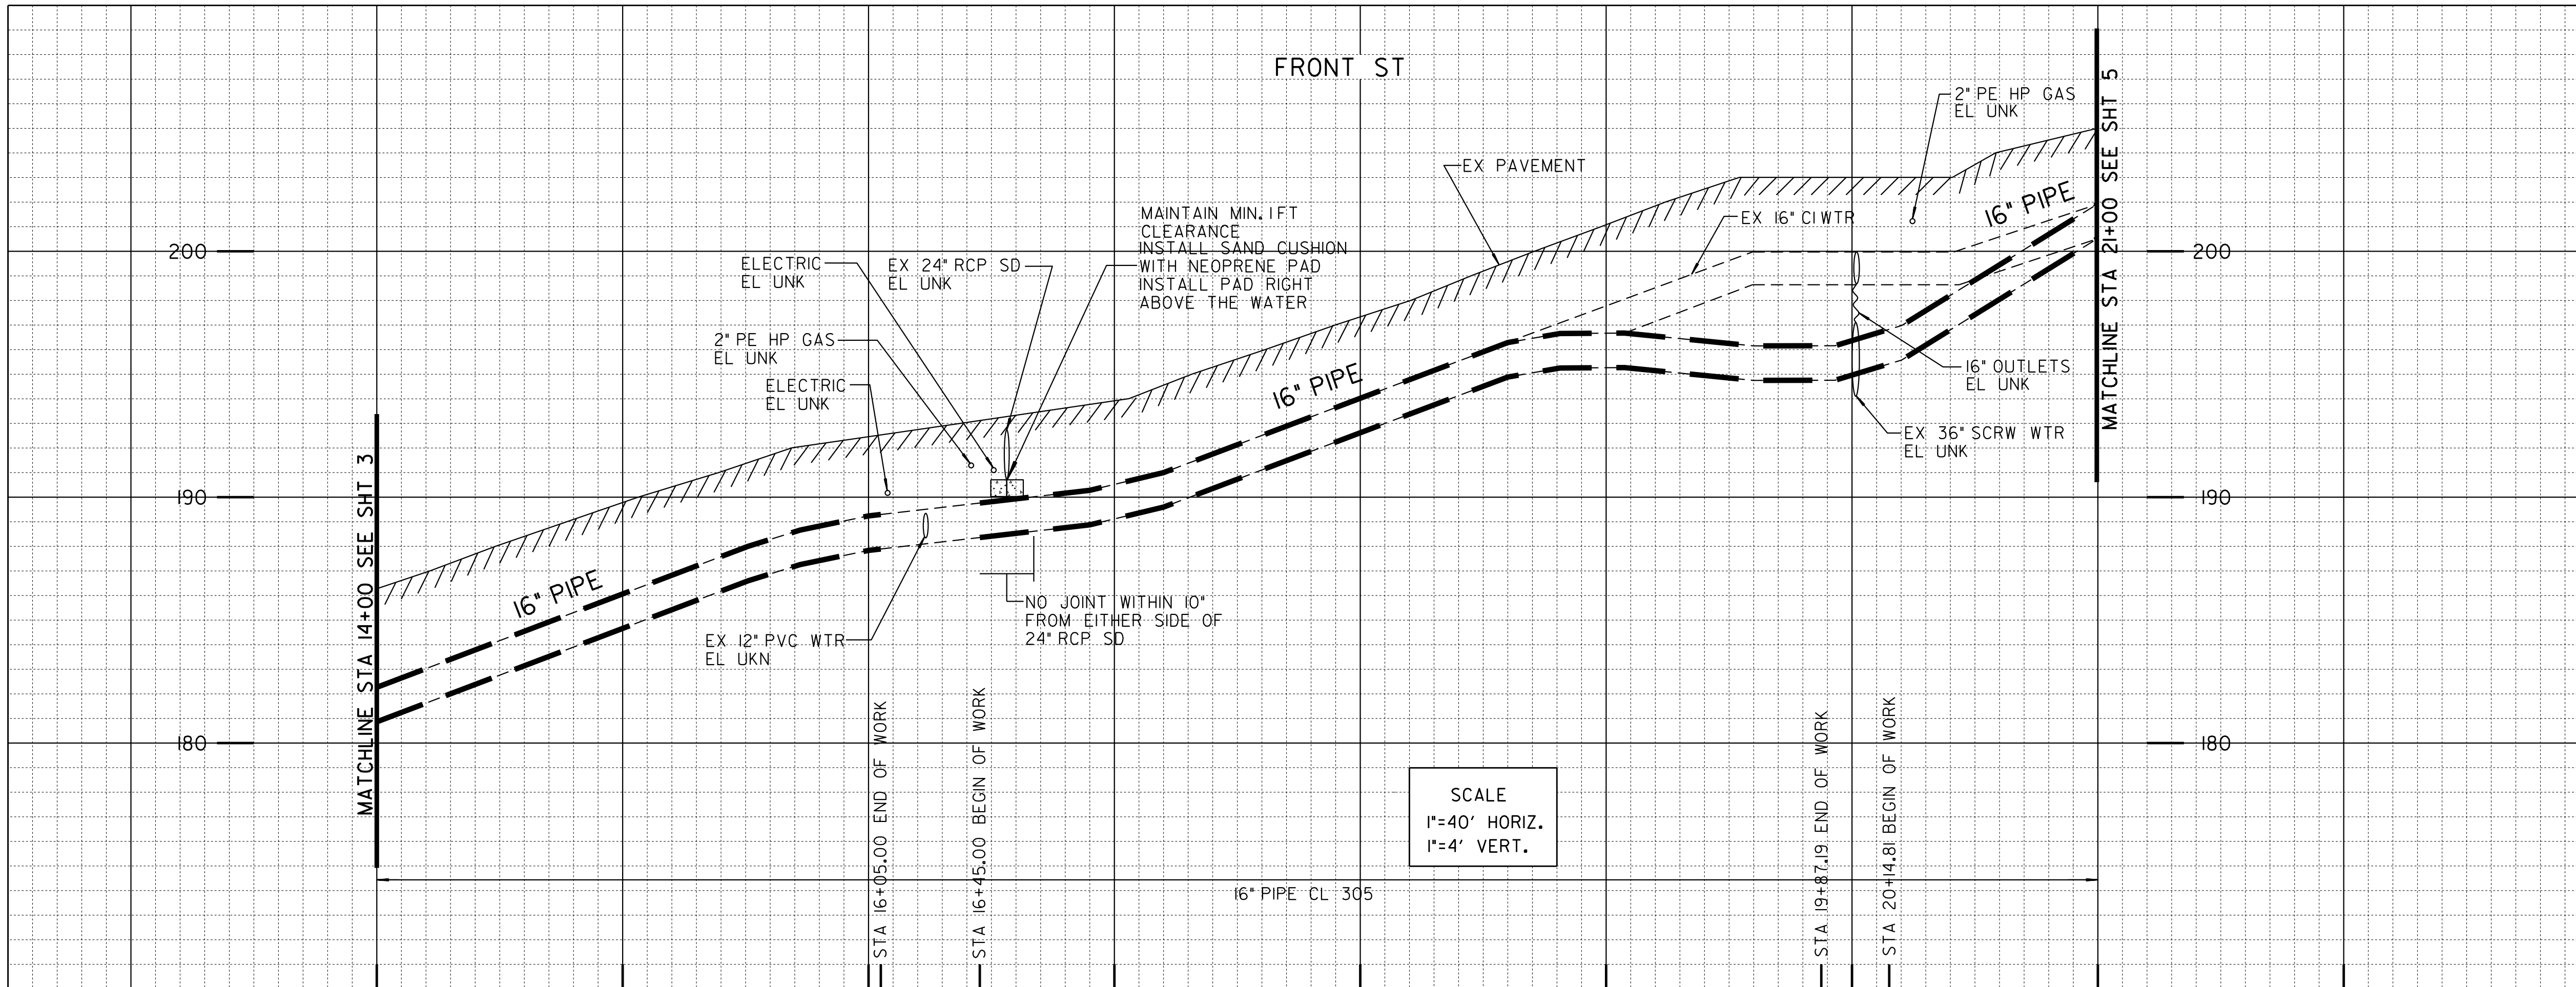 FRONT ST
2" PE HP GAS
EL UNK
EX PAVEMENT
MAINTAIN MIN. 1 FT
CLEARANCE
INSTALL SAND CUSHION
WITH NEOPRENE PAD
INSTALL PAD RIGHT
ABOVE THE WATER
EX 16" CI WTR
16" PIPE
200
ELECTRIC
EL UNK
EX 24" RCP SD
EL UNK
200
2" PE HP GAS
EL UNK
ELECTRIC
EL UNK
16" PIPE
16" OUTLETS
EL UNK
EX 36" SCRW WTR
EL UNK
MATCHLINE STA 21+00 SEE SHT 5
190
190
MATCHLINE STA 14+00 SEE SHT 3
16" PIPE
NO JOINT WITHIN 10"
FROM EITHER SIDE OF
24" RCP SD
EX 12" PVC WTR
EL UKN
180
180
STA 16+05.00 END OF WORK
STA 16+45.00 BEGIN OF WORK
SCALE
1"=40' HORIZ.
1"=4' VERT.
STA 19+87.19 END OF WORK
STA 20+14.81 BEGIN OF WORK
16" PIPE CL 305